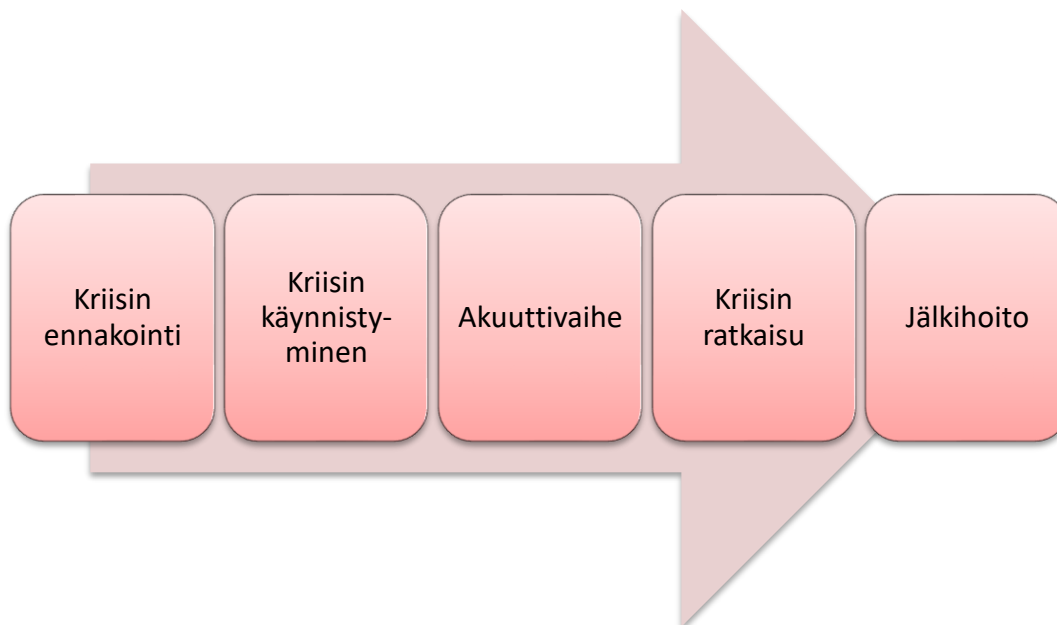 Kriisin
ennakointi
Kriisin
käynnisty-
minen
Akuuttivaihe
Kriisin
ratkaisu
Jälkihoito